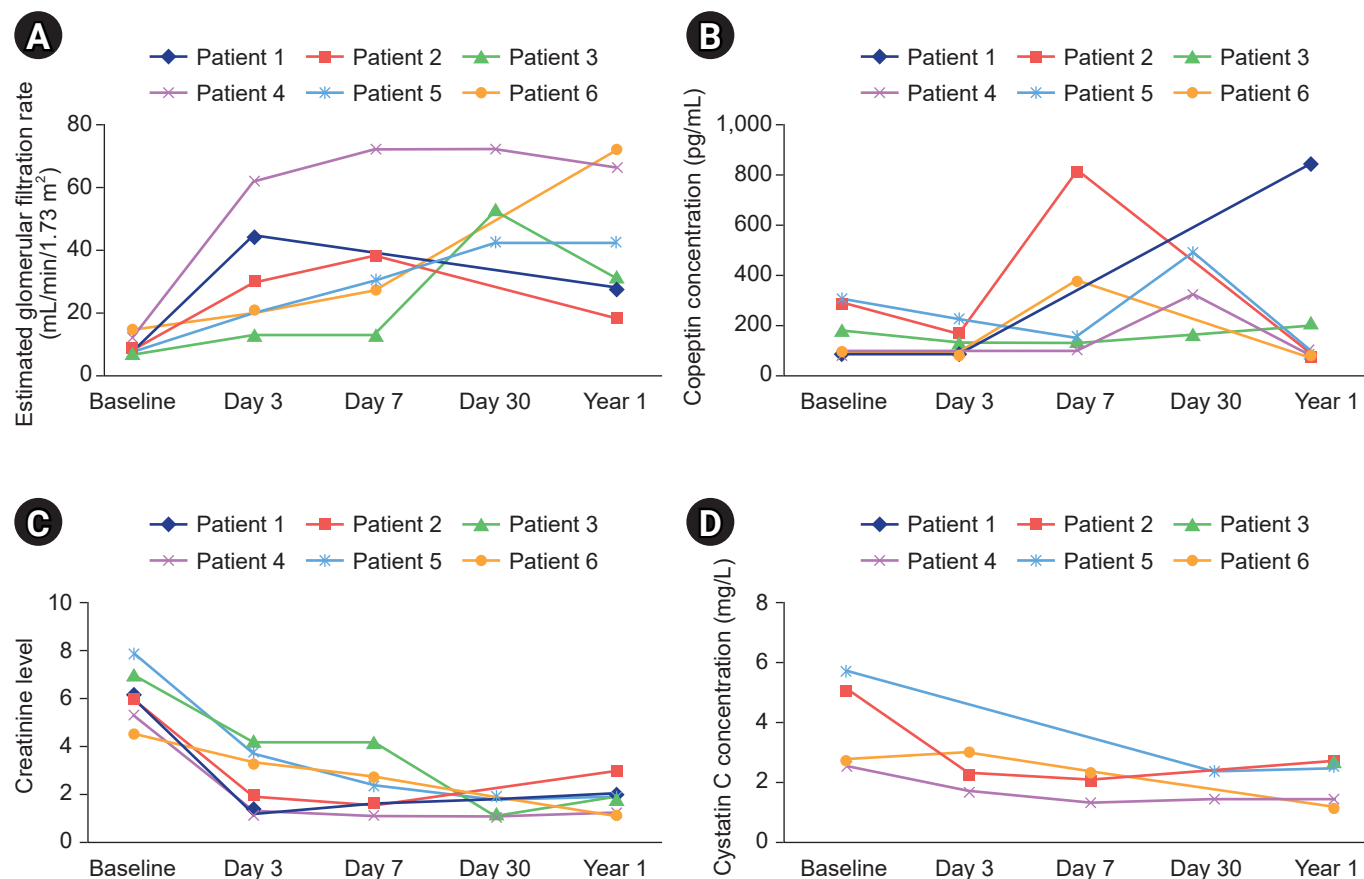 A
Patient 1 Patient 2 Patient 3
Patient 4 Patient 5 Patient 6
Estimated glomerular filtration rate
(mL/min/1.73 m²)
80
60
40
20
0
Baseline Day 3 Day 7 Day 30 Year 1
B
Patient 1 Patient 2 Patient 3
Patient 4 Patient 5 Patient 6
Copeptin concentration (pg/mL)
1,000
800
600
400
200
0
Baseline Day 3 Day 7 Day 30 Year 1
C
Patient 1 Patient 2 Patient 3
Patient 4 Patient 5 Patient 6
Creatinine level
10
8
6
4
2
0
Baseline Day 3 Day 7 Day 30 Year 1
D
Patient 1 Patient 2 Patient 3
Patient 4 Patient 5 Patient 6
Cystatin C concentration (mg/L)
8
6
4
2
0
Baseline Day 3 Day 7 Day 30 Year 1